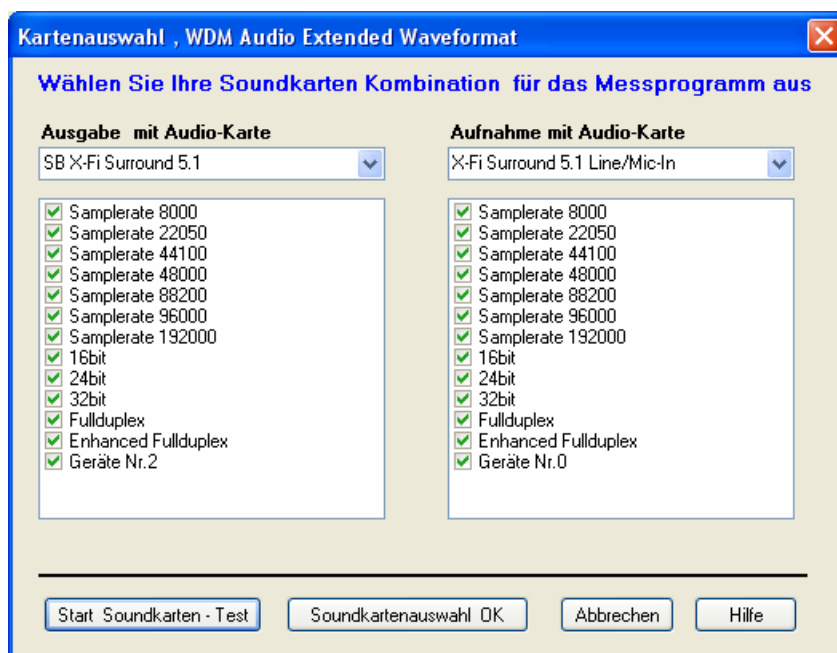 Kartenauswahl , WDM Audio Extended Waveformat
Wählen Sie Ihre Soundkarten Kombination für das Messprogramm aus
Ausgabe mit Audio-Karte
SB X-Fi Surround 5.1
Samplerate 8000
Samplerate 22050
Samplerate 44100
Samplerate 48000
Samplerate 88200
Samplerate 96000
Samplerate 192000
16bit
24bit
32bit
Fullduplex
Enhanced Fullduplex
Geräte Nr.2
Aufnahme mit Audio-Karte
X-Fi Surround 5.1 Line/Mic-In
Samplerate 8000
Samplerate 22050
Samplerate 44100
Samplerate 48000
Samplerate 88200
Samplerate 96000
Samplerate 192000
16bit
24bit
32bit
Fullduplex
Enhanced Fullduplex
Geräte Nr.0
Start Soundkarten - Test
Soundkartenauswahl OK
Abbrechen
Hilfe